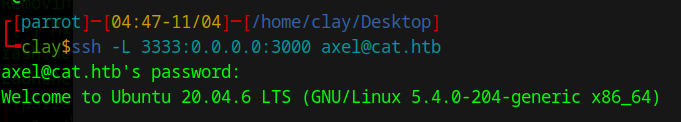 ┌[parrot]─[04:47-11/04]─[/home/clay/Desktop]
└╼clay$ssh -L 3333:0.0.0.0:3000 axel@cat.htb
axel@cat.htb's password:
Welcome to Ubuntu 20.04.6 LTS (GNU/Linux 5.4.0-204-generic x86_64)